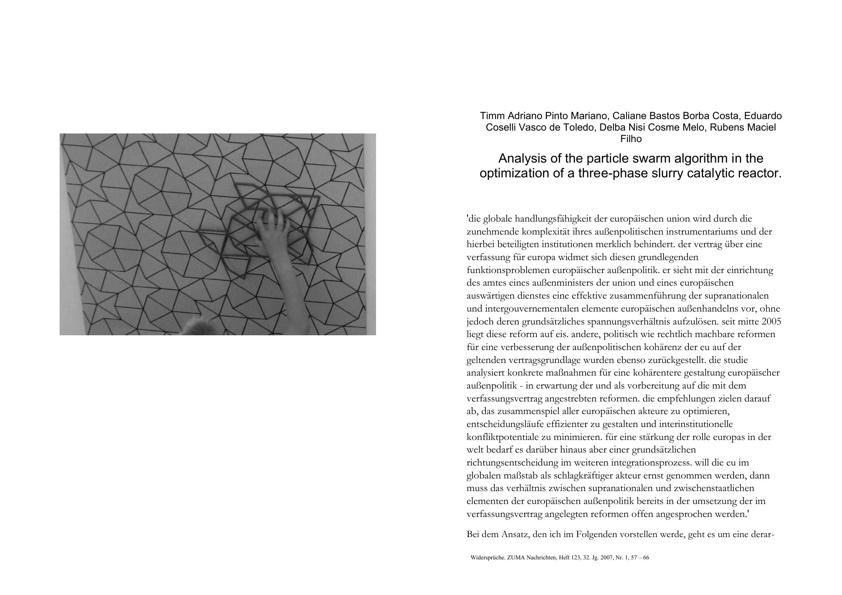 Timm Adriano Pinto Mariano, Caliane Bastos Borba Costa, Eduardo
Coselli Vasco de Toledo, Delba Nisi Cosme Melo, Rubens Maciel
Filho
Analysis of the particle swarm algorithm in the
optimization of a three-phase slurry catalytic reactor.
'die globale handlungsfähigkeit der europäischen union wird durch die
zunehmende komplexität ihres außenpolitischen instrumentariums und der
hierbei beteiligten institutionen merklich behindert. der vertrag über eine
verfassung für europa widmet sich diesen grundlegenden
funktionsproblemen europäischer außenpolitik. er sieht mit der einrichtung
des amtes eines außenministers der union und eines europäischen
auswärtigen dienstes eine effektive zusammenführung der supranationalen
und intergouvernementalen elemente europäischen außenhandelns vor, ohne
jedoch deren grundsätzliches spannungsverhältnis aufzulösen. seit mitte 2005
liegt diese reform auf eis. andere, politisch wie rechtlich machbare reformen
für eine verbesserung der außenpolitischen kohärenz der eu auf der
geltenden vertragsgrundlage wurden ebenso zurückgestellt. die studie
analysiert konkrete maßnahmen für eine kohärentere gestaltung europäischer
außenpolitik - in erwartung der und als vorbereitung auf die mit dem
verfassungsvertrag angestrebten reformen. die empfehlungen zielen darauf
ab, das zusammenspiel aller europäischen akteure zu optimieren,
entscheidungsläufe effizienter zu gestalten und interinstitutionelle
konfliktpotentiale zu minimieren. für eine stärkung der rolle europas in der
welt bedarf es darüber hinaus aber einer grundsätzlichen
richtungsentscheidung im weiteren integrationsprozess. will die eu im
globalen maßstab als schlagkräftiger akteur ernst genommen werden, dann
muss das verhältnis zwischen supranationalen und zwischenstaatlichen
elementen der europäischen außenpolitik bereits in der umsetzung der im
verfassungsvertrag angelegten reformen offen angesprochen werden.'
Bei dem Ansatz, den ich im Folgenden vorstellen werde, geht es um eine derar-
Widersprüche. ZUMA Nachrichten, Heft 123, 32. Jg. 2007, Nr. 1, 57 – 66